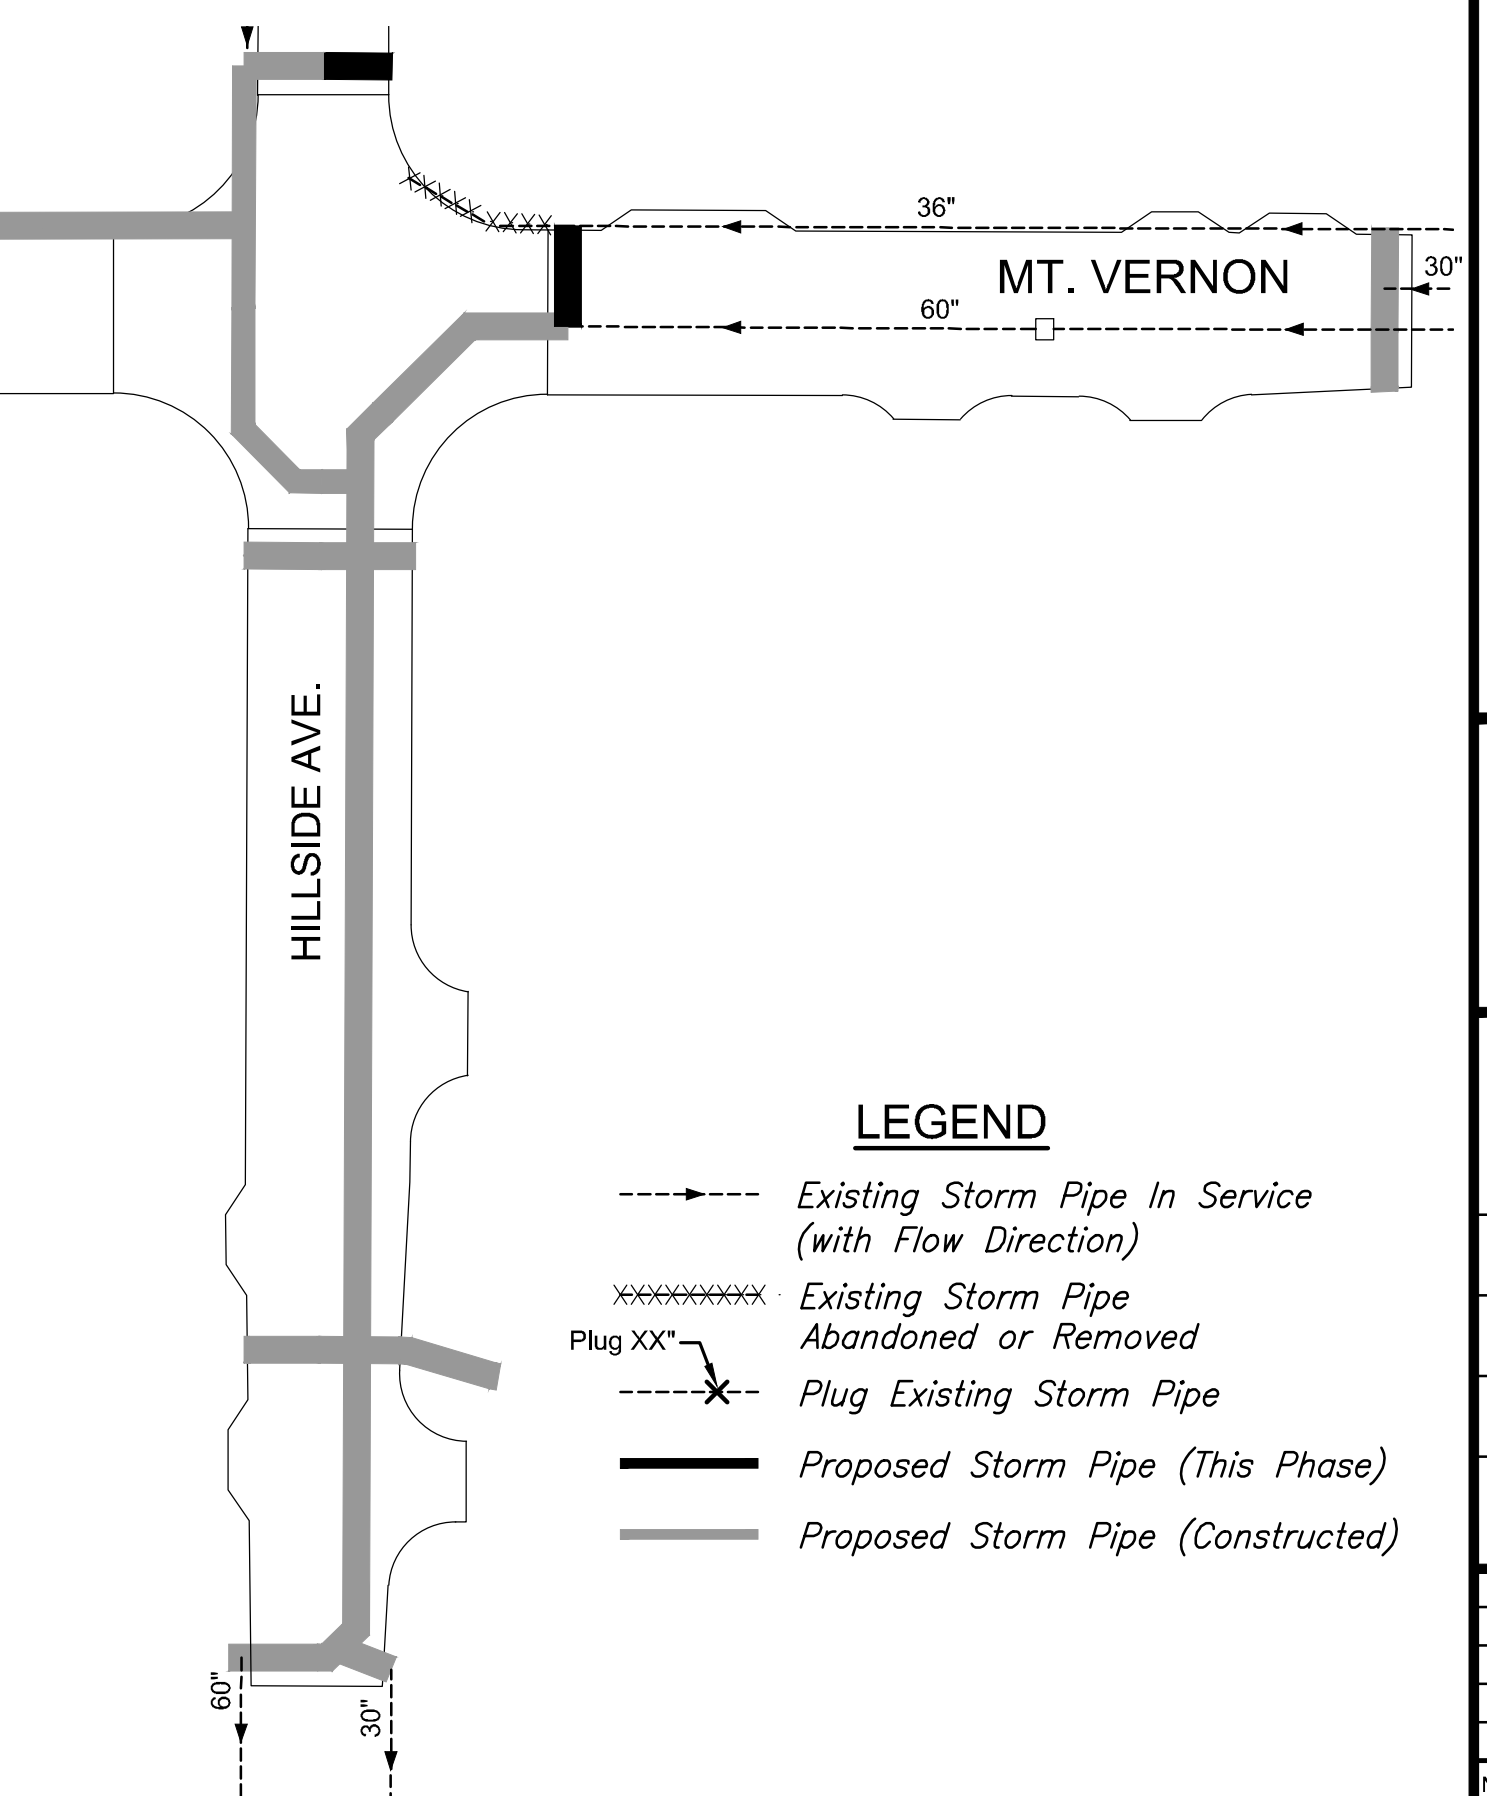 36"
MT. VERNON
30"
60"
HILLSIDE AVE.
LEGEND
Existing Storm Pipe In Service
(with Flow Direction)
Existing Storm Pipe
Abandoned or Removed
Plug XX"
Plug Existing Storm Pipe
Proposed Storm Pipe (This Phase)
Proposed Storm Pipe (Constructed)
60"
30"